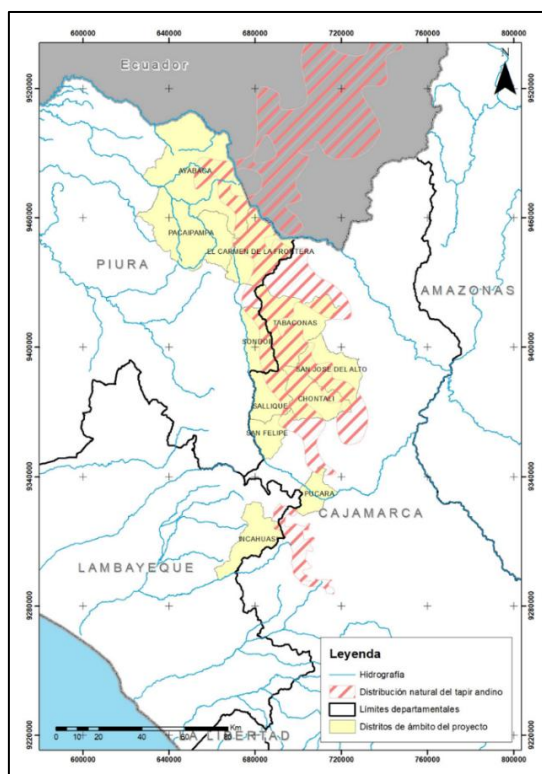 600000 640000 680000 720000 760000 800000
N
Ecuador
9520000 9520000
AYABACA
9460000 9460000
PACAIPAMPA
EL CARMEN DE LA FRONTERA
PIURA
AMAZONAS
TABACONAS
9400000 9400000
SONDOR
SAN JOSE DEL ALTO
SALLIQUE CHONTALI
SAN FELIPE
9340000 9340000
PUCARA
CAJAMARCA
INCAHUASI
LAMBAYEQUE
9280000 9280000
Leyenda
Hidrografía
Distribución natural del tapir andino
Límites departamentales
Distritos de ámbito del proyecto
Km
0 20 40 60 80
LA LIBERTAD
9220000 9220000
600000 640000 680000 720000 760000 800000